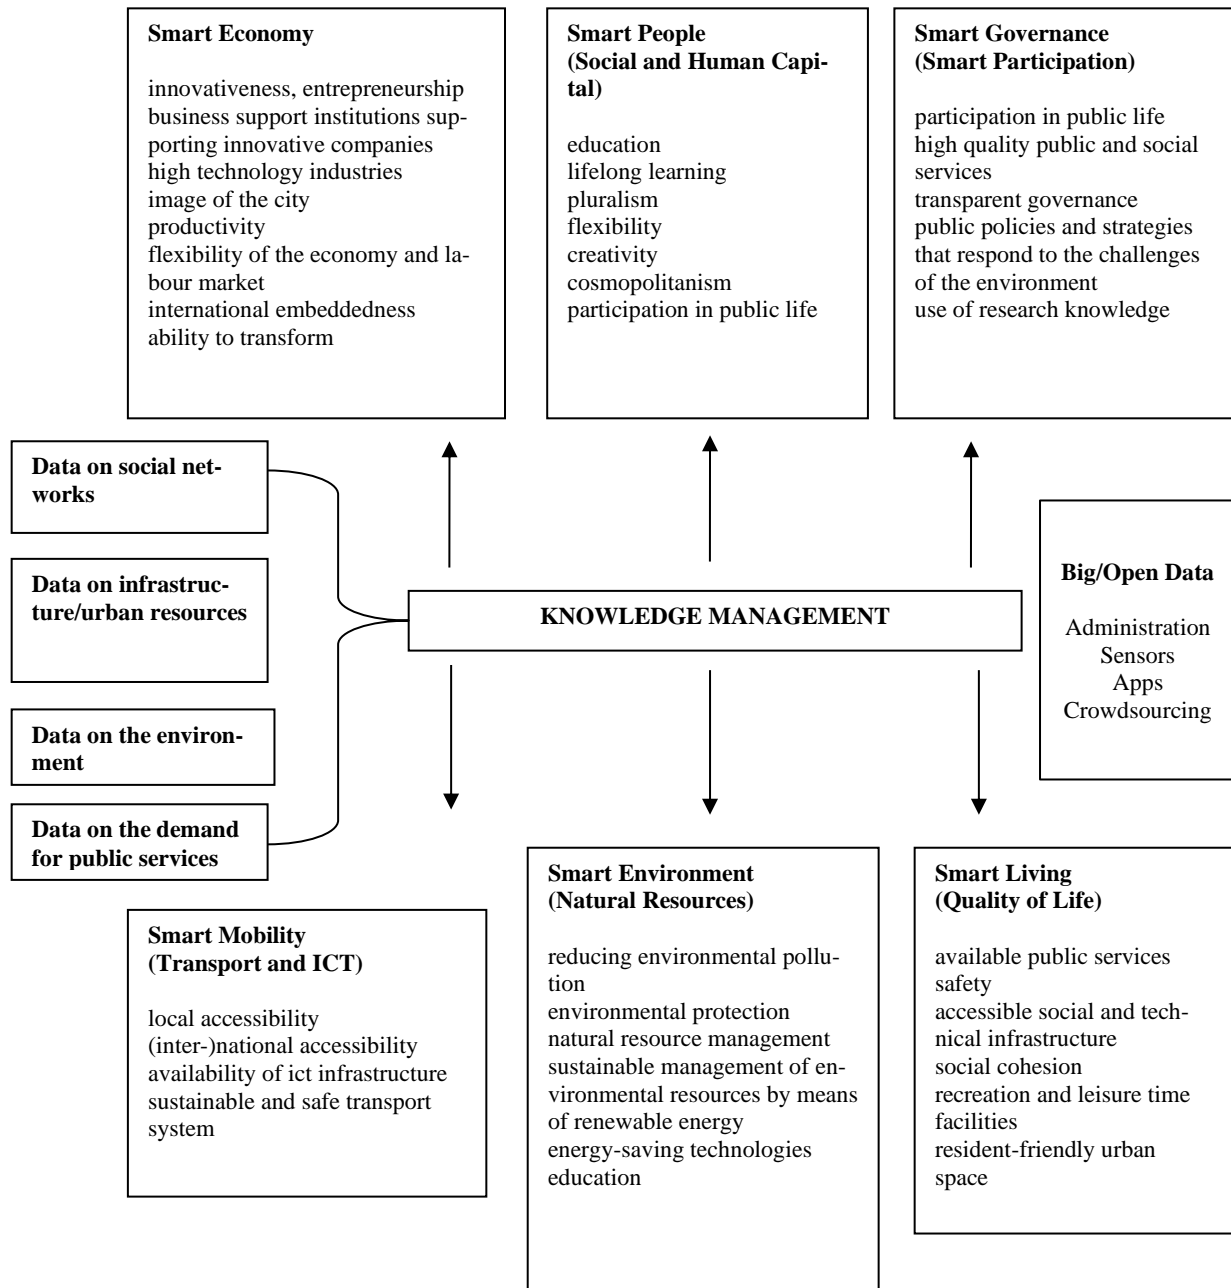 Smart Economy
innovativeness, entrepreneurship
business support institutions sup-
porting innovative companies
high technology industries
image of the city
productivity
flexibility of the economy and la-
bour market
international embeddedness
ability to transform
Smart People
(Social and Human Capi-
tal)
education
lifelong learning
pluralism
flexibility
creativity
cosmopolitanism
participation in public life
Smart Governance
(Smart Participation)
participation in public life
high quality public and social
services
transparent governance
public policies and strategies
that respond to the challenges
of the environment
use of research knowledge
Data on social net-
works
Data on infrastruc-
ture/urban resources
Data on the environ-
ment
Data on the demand
for public services
KNOWLEDGE MANAGEMENT
Big/Open Data
Administration
Sensors
Apps
Crowdsourcing
Smart Mobility
(Transport and ICT)
local accessibility
(inter-)national accessibility
availability of ict infrastructure
sustainable and safe transport
system
Smart Environment
(Natural Resources)
reducing environmental pollu-
tion
environmental protection
natural resource management
sustainable management of en-
vironmental resources by means
of renewable energy
energy-saving technologies
education
Smart Living
(Quality of Life)
available public services
safety
accessible social and tech-
nical infrastructure
social cohesion
recreation and leisure time
facilities
resident-friendly urban
space